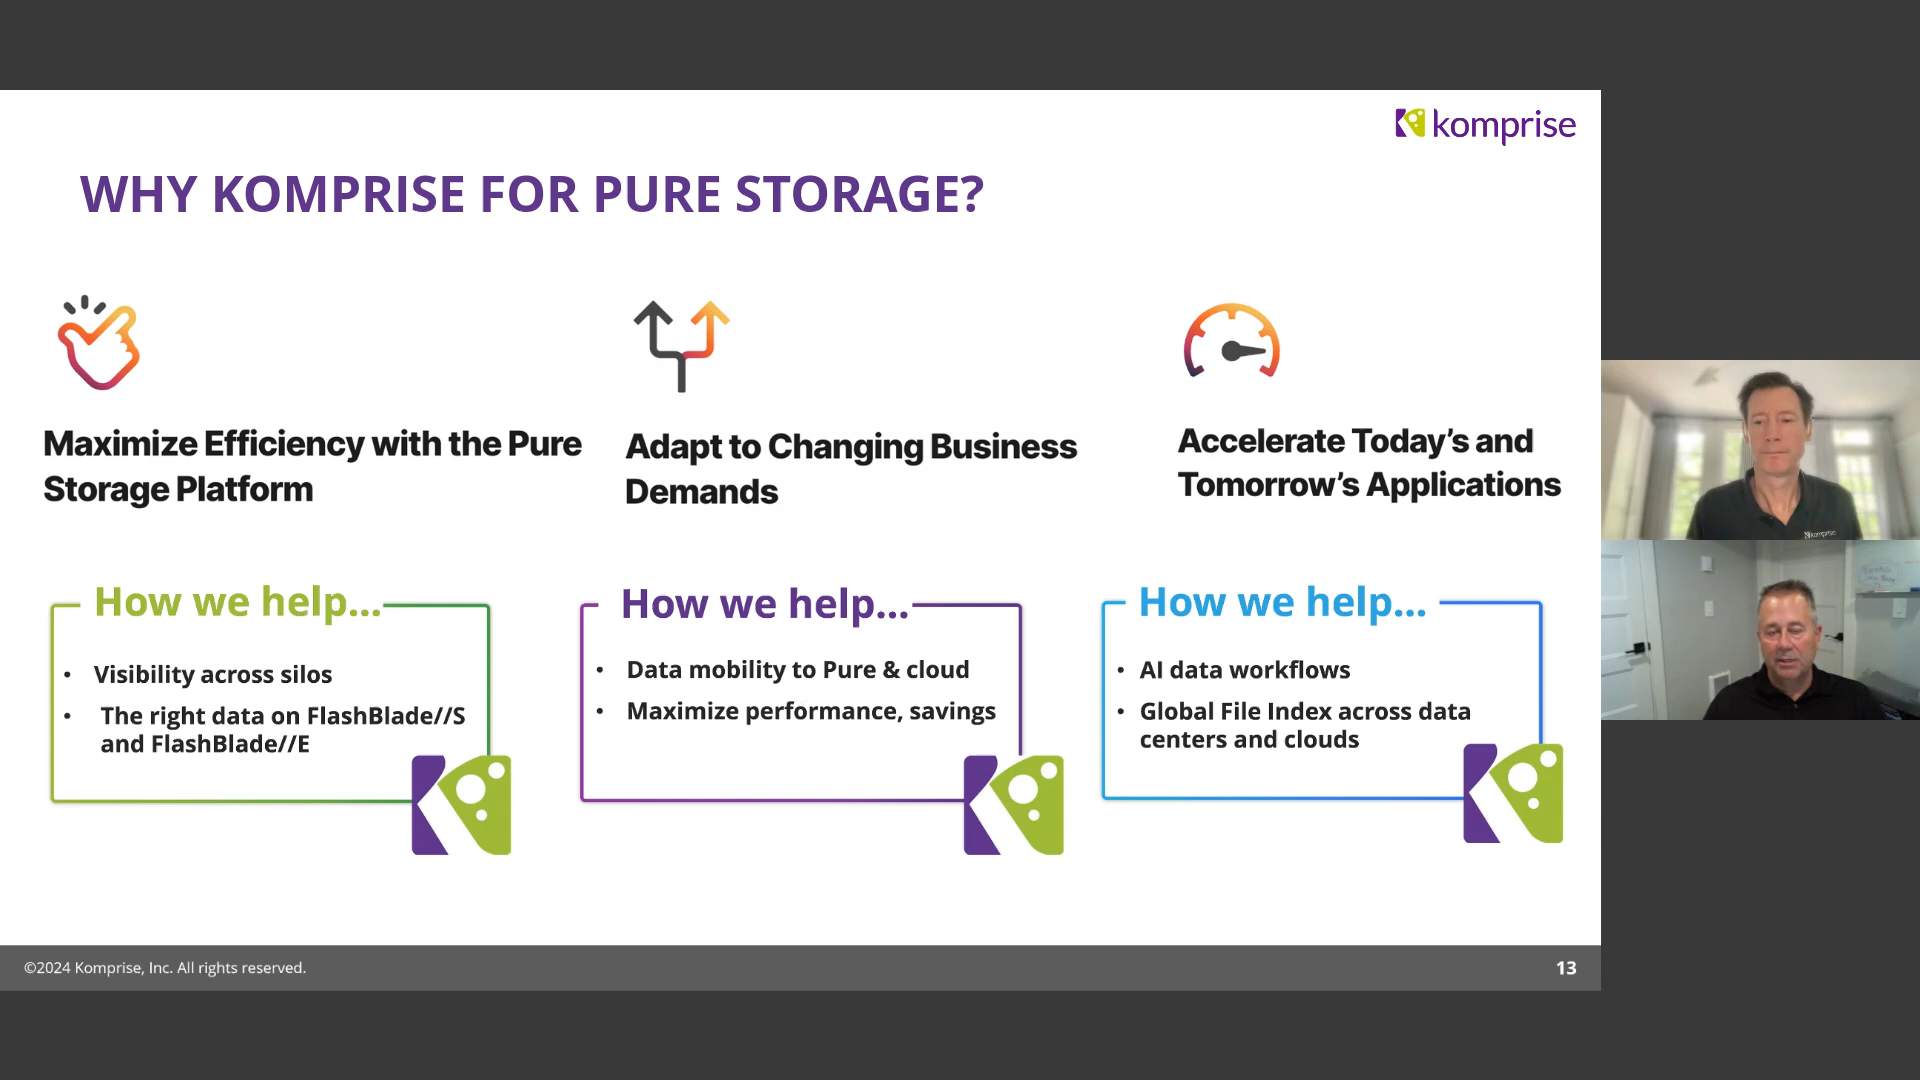 komprise
WHY KOMPRISE FOR PURE STORAGE?
Maximize Efficiency with the Pure
Storage Platform
Adapt to Changing Business
Demands
Accelerate Today's and
Tomorrow's Applications
How we help...
• Visibility across silos
• The right data on FlashBlade//S
and FlashBlade//E
How we help...
• Data mobility to Pure & cloud
• Maximize performance, savings
How we help...
• AI data workflows
• Global File Index across data
centers and clouds
©2024 Komprise, Inc. All rights reserved.
13
komprise